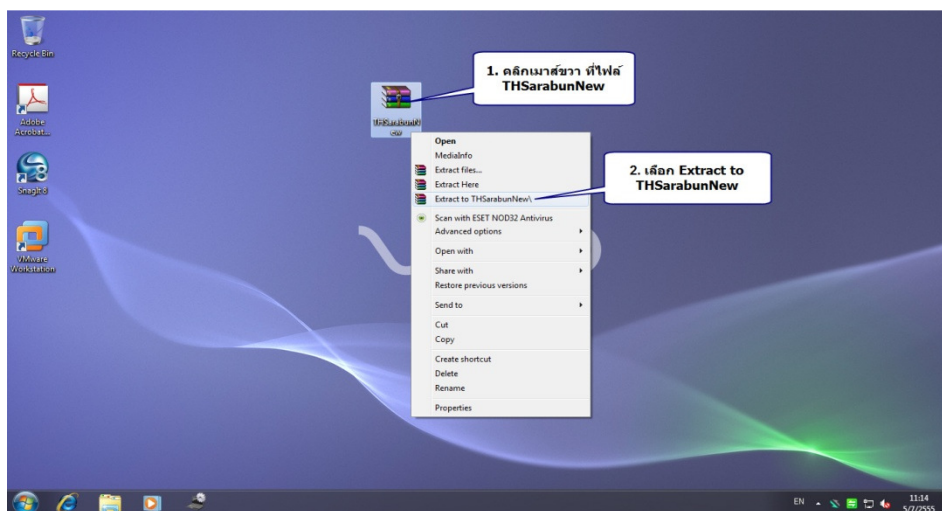 Recycle Bin
Adobe
Acrobat...
SnagIt 8
VMware
Workstation
1. คลิกเมาส์ขวา ที่ไฟล์
THSarabunNew
THSarabunN
ew
Open
MediaInfo
Extract files...
Extract Here
Extract to THSarabunNew\
Scan with ESET NOD32 Antivirus
Advanced options
Open with
Share with
Restore previous versions
Send to
Cut
Copy
Create shortcut
Delete
Rename
Properties
2. เลือก Extract to
THSarabunNew
EN
11:14
5/7/2555